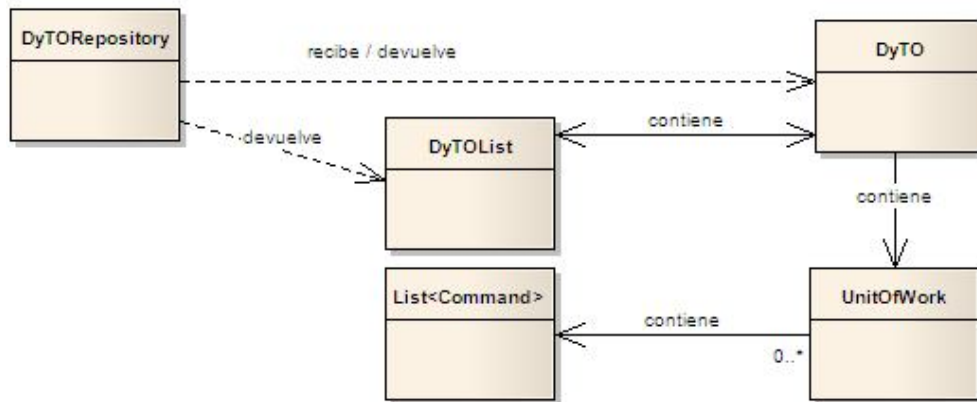 DyTORepository
recibe / devuelve
DyTO
devuelve
DyTOList
contiene
contiene
List<Command>
contiene
0..*
UnitOfWork